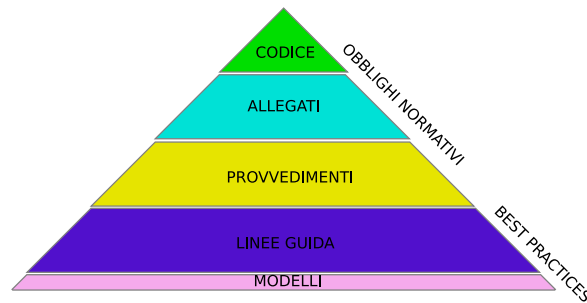 CODICE
OBBLIGHI NORMATIVI
ALLEGATI
PROVVEDIMENTI
BEST PRACTICES
LINEE GUIDA
MODELLI